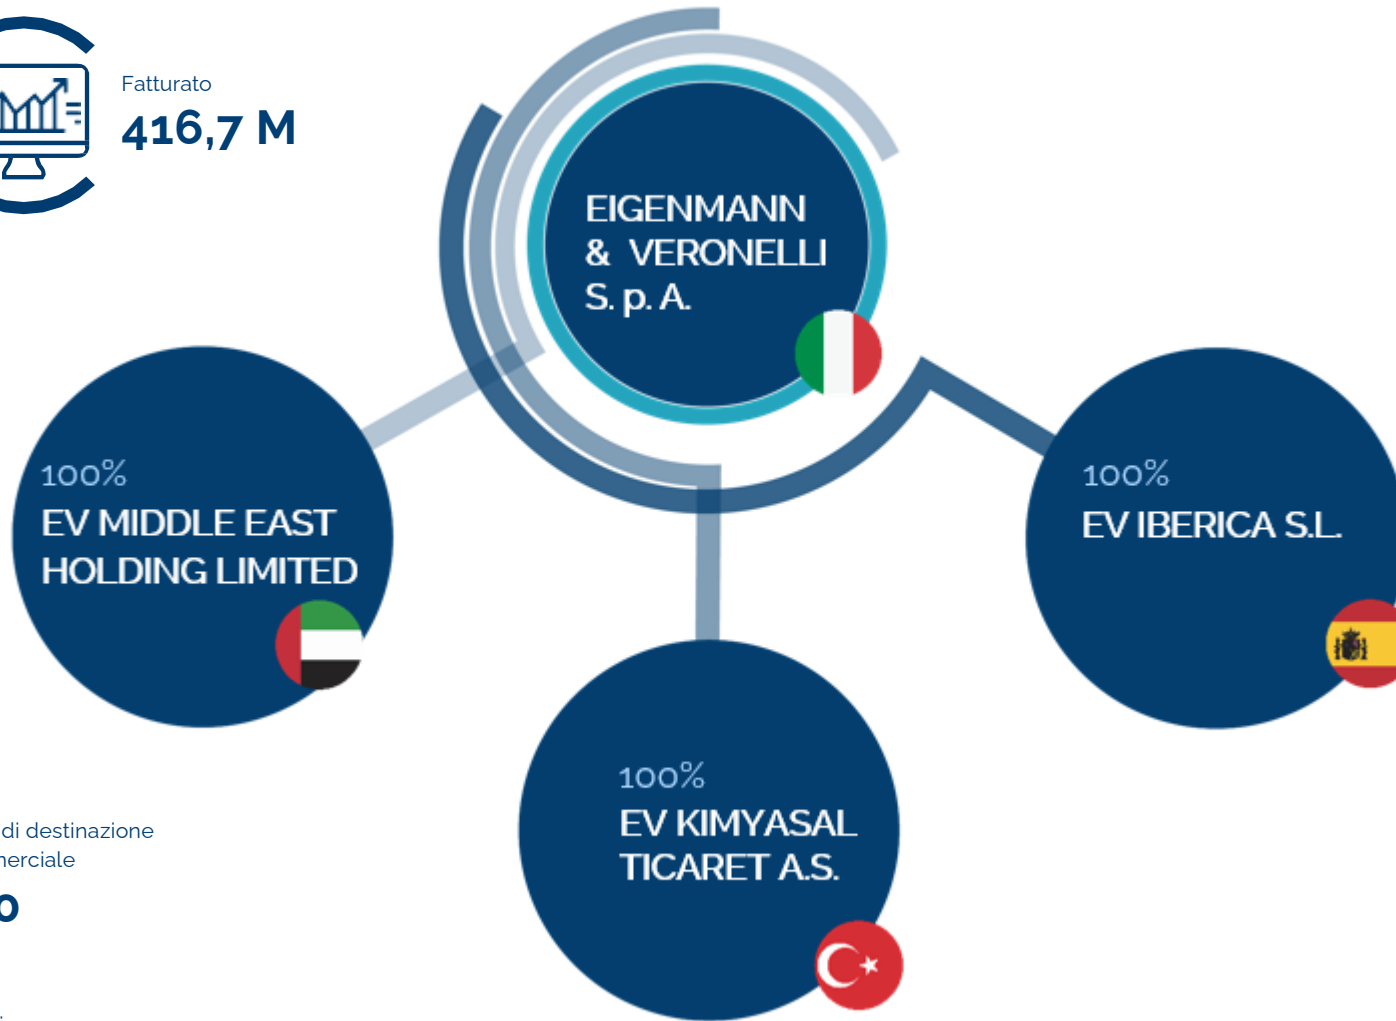 Fatturato
416,7 M
EIGENMANN
& VERONELLI
S. p. A.
100%
EV MIDDLE EAST
HOLDING LIMITED
100%
EV IBERICA S.L.
100%
EV KIMYASAL
TICARET A.S.
di destinazione